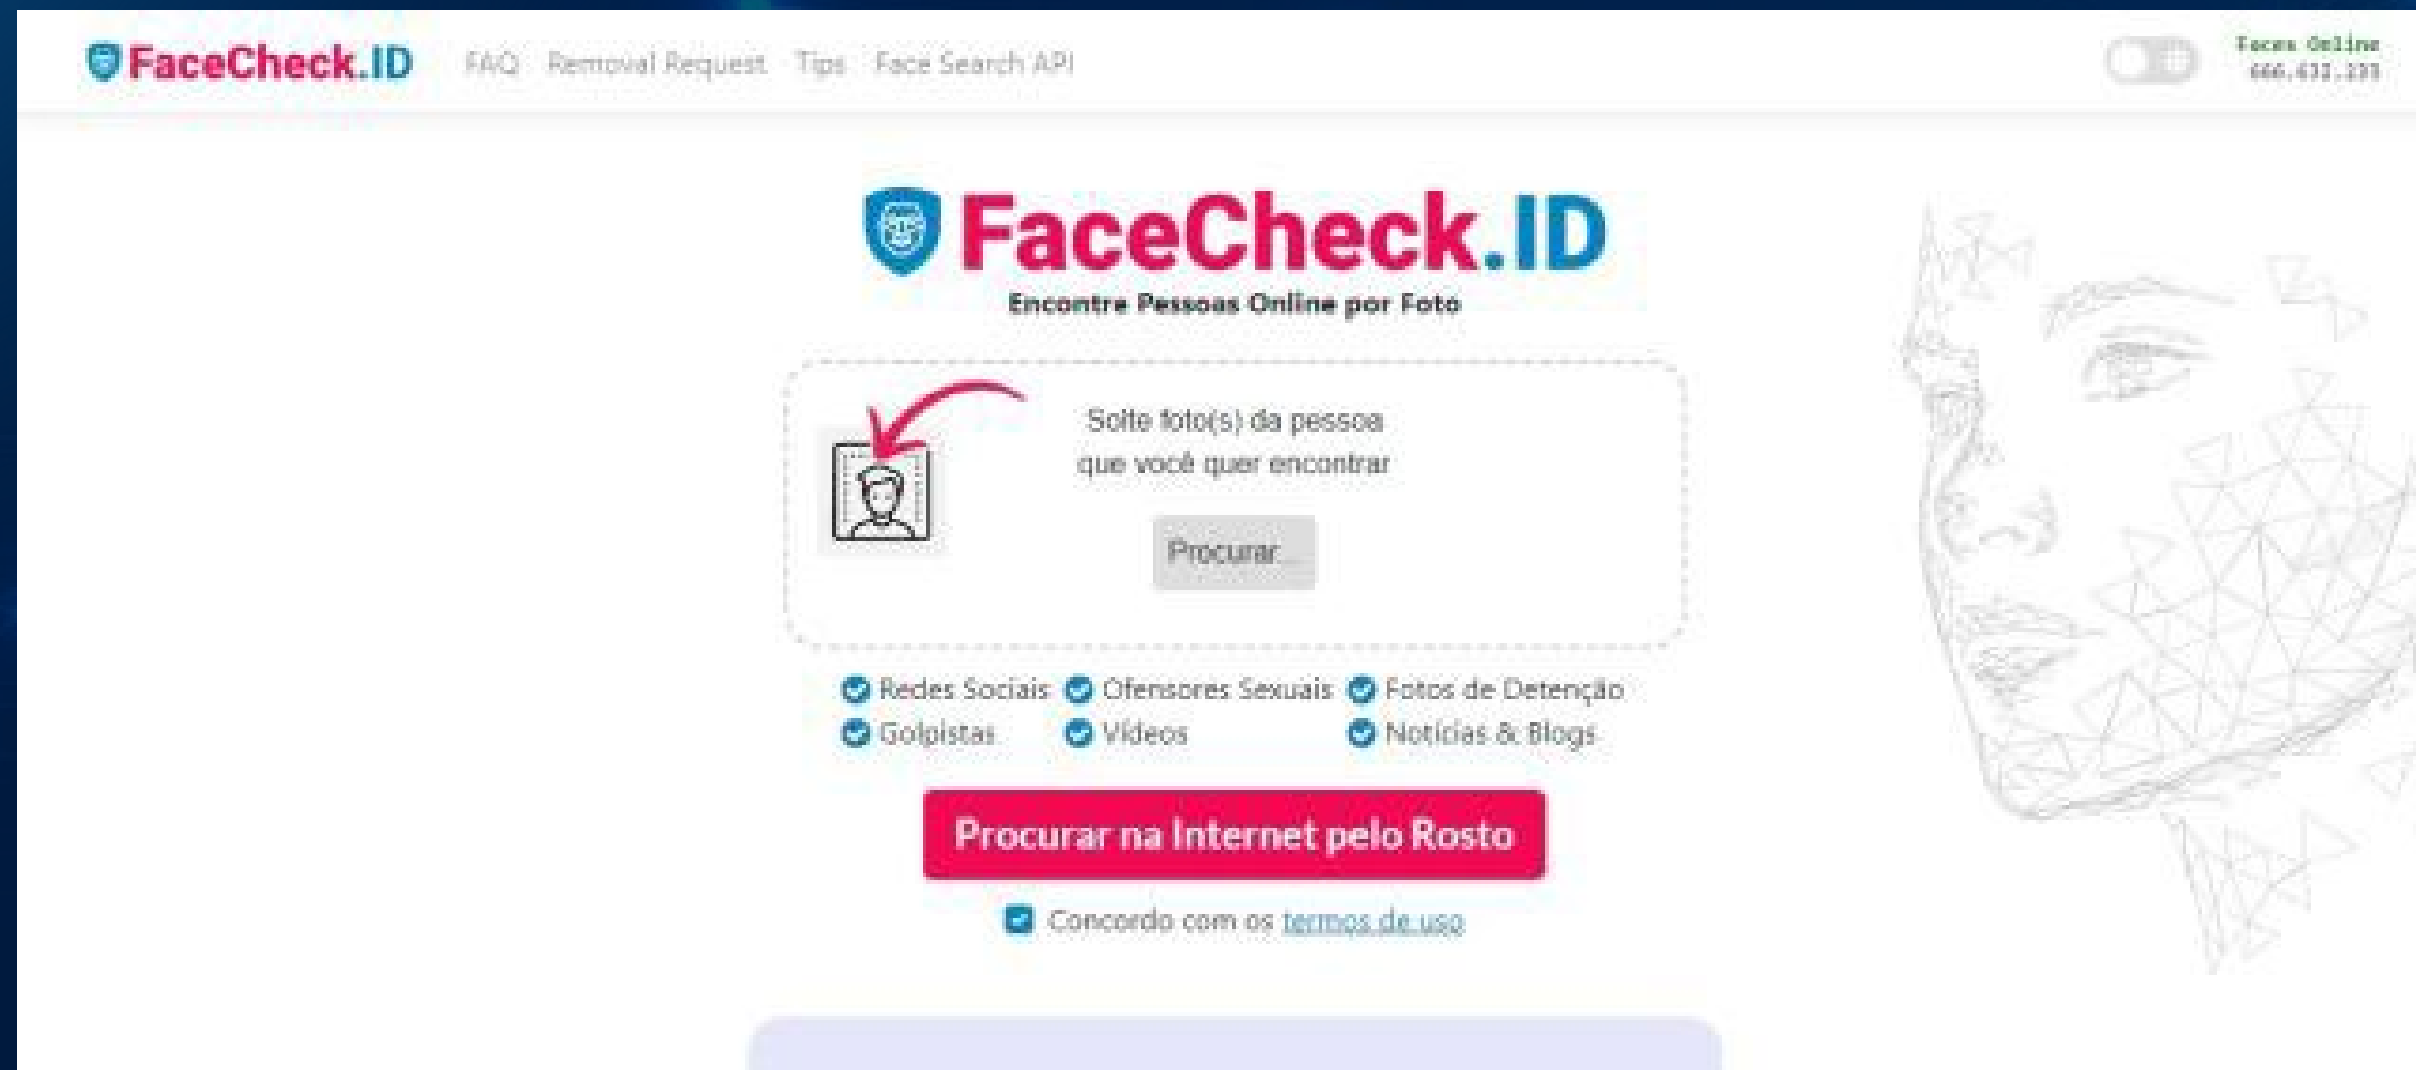 FaceCheck.ID FAQ Removal Request Tips Face Search API
Faces Online
FaceCheck.ID
Encontre Pessoas Online por Foto
Solte foto(s) da pessoa
que você quer encontrar
Procurar...
Redes Sociais Ofensores Sexuais Fotos de Detenção
Golpistas Vídeos Notícias & Blogs
Procurar na Internet pelo Rosto
Concordo com os termos de uso